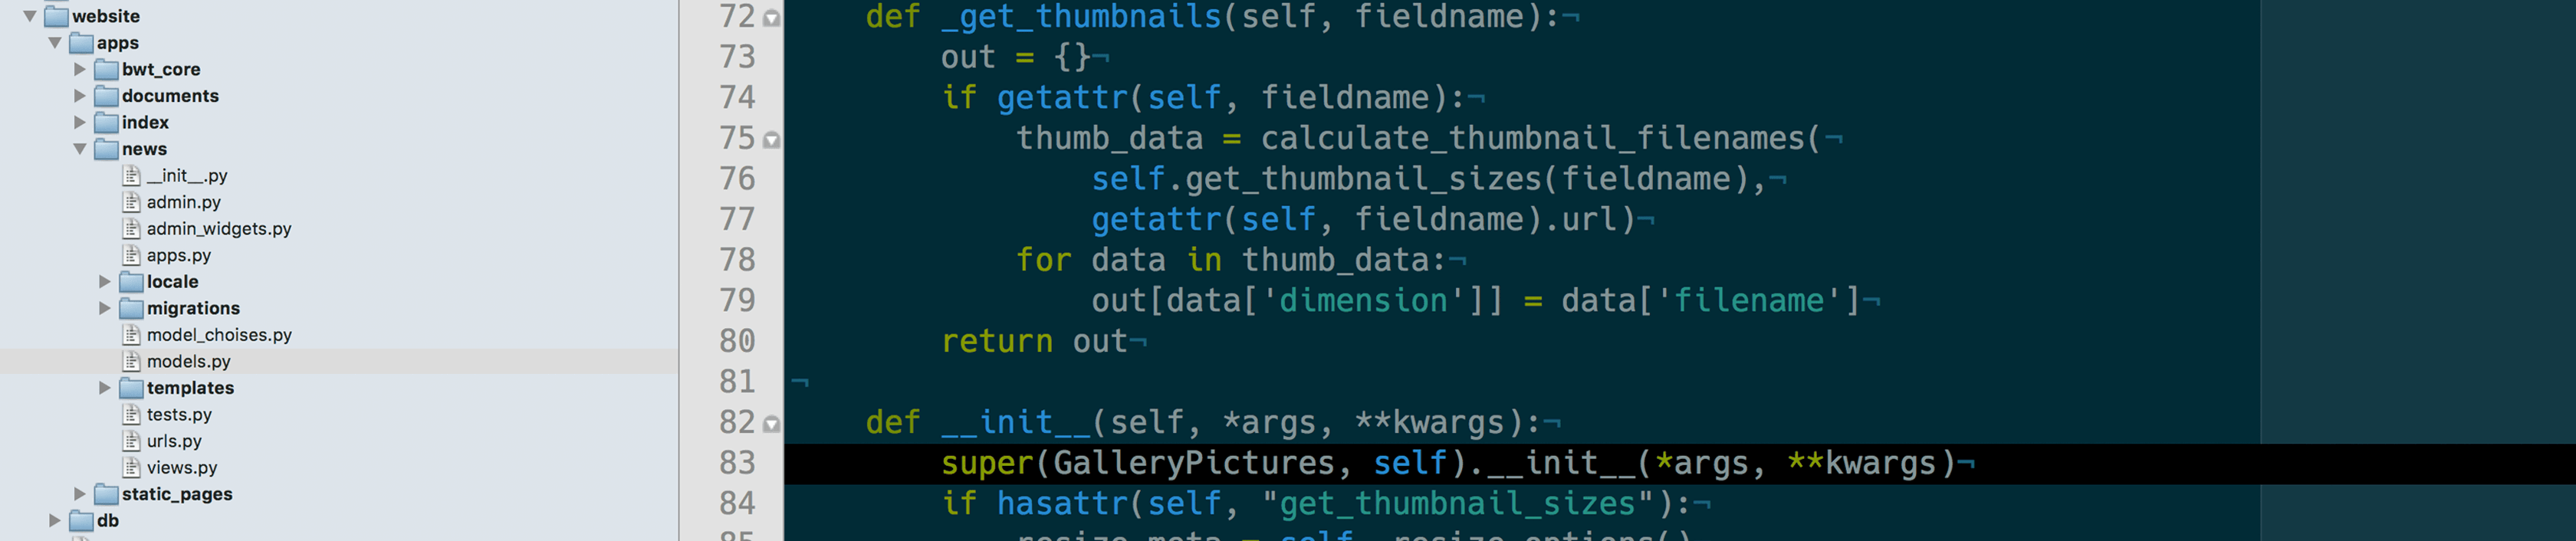 website
apps
bwt_core
documents
index
news
__init__.py
admin.py
admin_widgets.py
apps.py
locale
migrations
model_choises.py
models.py
templates
tests.py
urls.py
views.py
static_pages
db
72 def _get_thumbnails(self, fieldname):¬
73 out = {}¬
74 if getattr(self, fieldname):¬
75 thumb_data = calculate_thumbnail_filenames(¬
76 self.get_thumbnail_sizes(fieldname),¬
77 getattr(self, fieldname).url)¬
78 for data in thumb_data:¬
79 out[data['dimension']] = data['filename']¬
80 return out¬
81 ¬
82 def __init__(self, *args, **kwargs):¬
83 super(GalleryPictures, self).__init__(*args, **kwargs)¬
84 if hasattr(self, "get_thumbnail_sizes"):¬
85 resize_meta = self._resize_options()